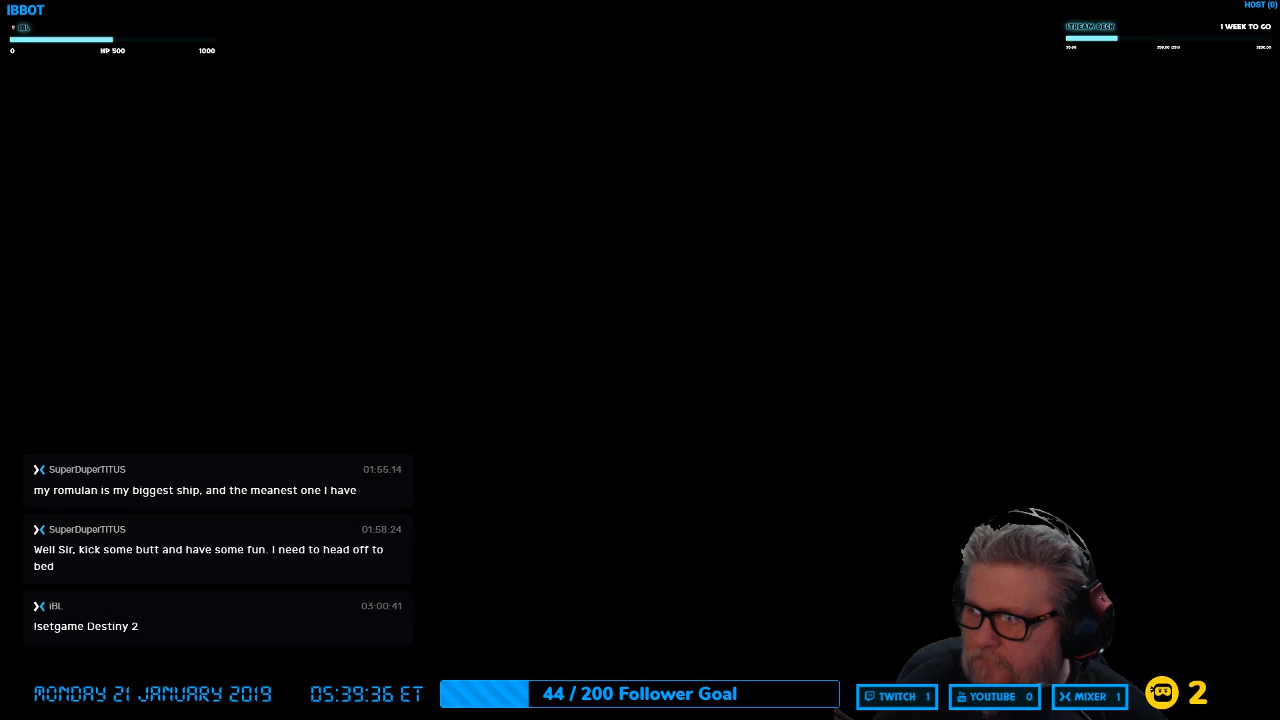 IBBOT
HOST (0)
iBL
0 HP 500 1000
STREAM DECK 1 WEEK TO GO
SuperDuperTITUS 01:55:14
my romulan is my biggest ship, and the meanest one I have
SuperDuperTITUS 01:58:24
Well Sir, kick some butt and have some fun. I need to head off to
bed
iBL 03:00:41
!setgame Destiny 2
MONDAY 21 JANUARY 2019 05:39:36 ET
44 / 200 Follower Goal
TWITCH 1
YOUTUBE 0
MIXER 1
2